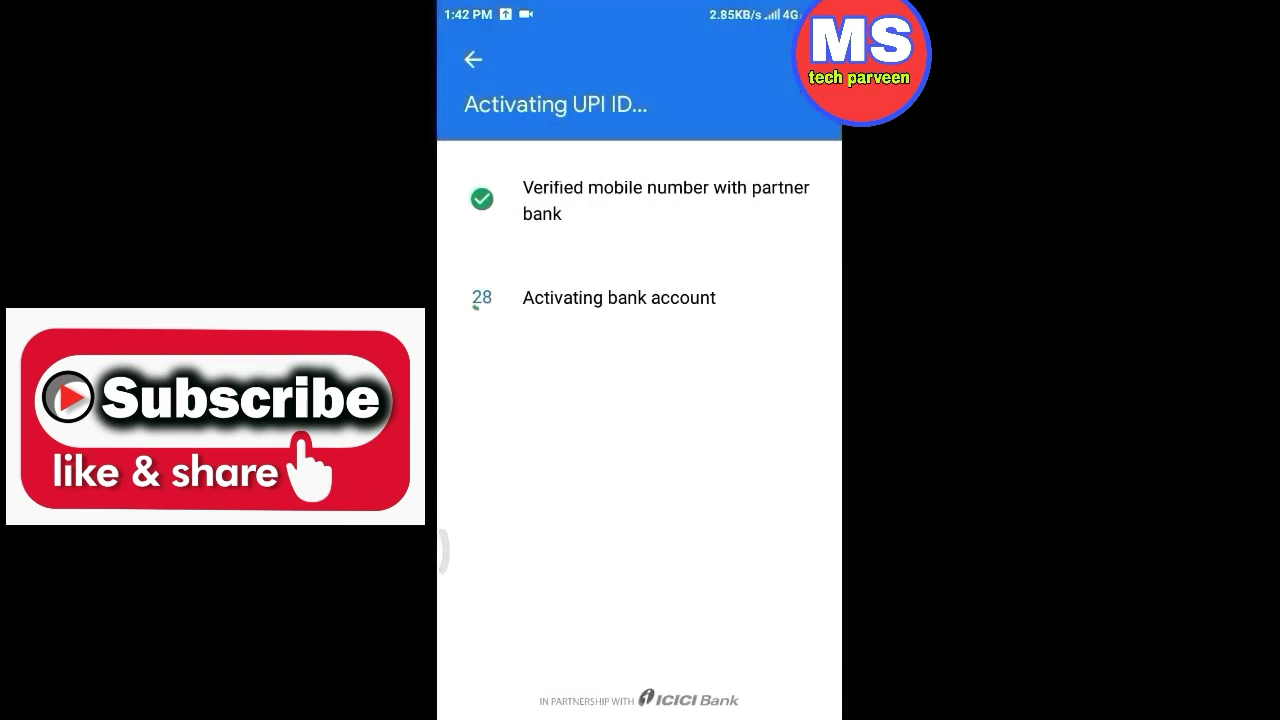 1:42 PM
2.85KB/s
4G
MS
tech parveen
Activating UPI ID...
Verified mobile number with partner
bank
28
Activating bank account
Subscribe
like & share
IN PARTNERSHIP WITH ICICI Bank